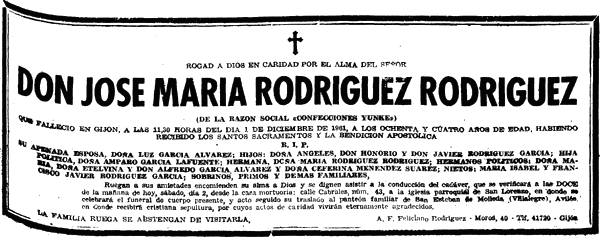 ROGAD A DIOS EN CARIDAD POR EL ALMA DEL SEÑOR
DON JOSE MARIA RODRIGUEZ RODRIGUEZ
(DE LA RAZON SOCIAL «CONFECCIONES YUNKE»)
QUE FALLECIO EN GIJON, A LAS 11,30 HORAS DEL DIA 1 DE DICIEMBRE DE 1961, A LOS OCHENTA Y CUATRO AÑOS DE EDAD, HABIENDO
RECIBIDO LOS SANTOS SACRAMENTOS Y LA BENDICION APOSTOLICA
R. I. P.
SU APENADA ESPOSA, DOÑA LUZ GARCIA ALVAREZ; HIJOS: DOÑA ANGELES, DON HONORIO Y DON JAVIER RODRIGUEZ GARCIA; HIJA
POLITICA, DOÑA AMPARO GARCIA LAFUENTE; HERMANA, DOÑA MARIA RODRIGUEZ RODRIGUEZ; HERMANOS POLITICOS; DOÑA MA-
RIA, DOÑA ETELVINA Y DON ALFREDO GARCIA ALVAREZ Y DOÑA CEFERINA MENENDEZ SUAREZ; NIETOS: MARIA ISABEL Y FRAN-
CISCO JAVIER RODRIGUEZ GARCIA; SOBRINOS, PRIMOS Y DEMAS FAMILIARES,
Ruegan a sus amistades encomienden su alma a Dios y se dignen asistir a la conducción del cadáver, que se verificará a las DOCE
de la mañana de hoy, sábado, día 2, desde la casa mortuoria: calle Cabrales, núm. 43, a la iglesia parroquial de San Lorenzo, en donde se
celebrará el funeral de cuerpo presente, y acto seguido su traslado al panteón familiar de San Esteban de Molleda (Villalegre), Avilés,
en donde recibirá cristiana sepultura, por cuyos actos de caridad vivirán eternamente agradecidos.
LA FAMILIA RUEGA SE ABSTENGAN DE VISITARLA. A. F. Feliciano Rodríguez - Moros, 40 - Tlf. 41720 - Gijón